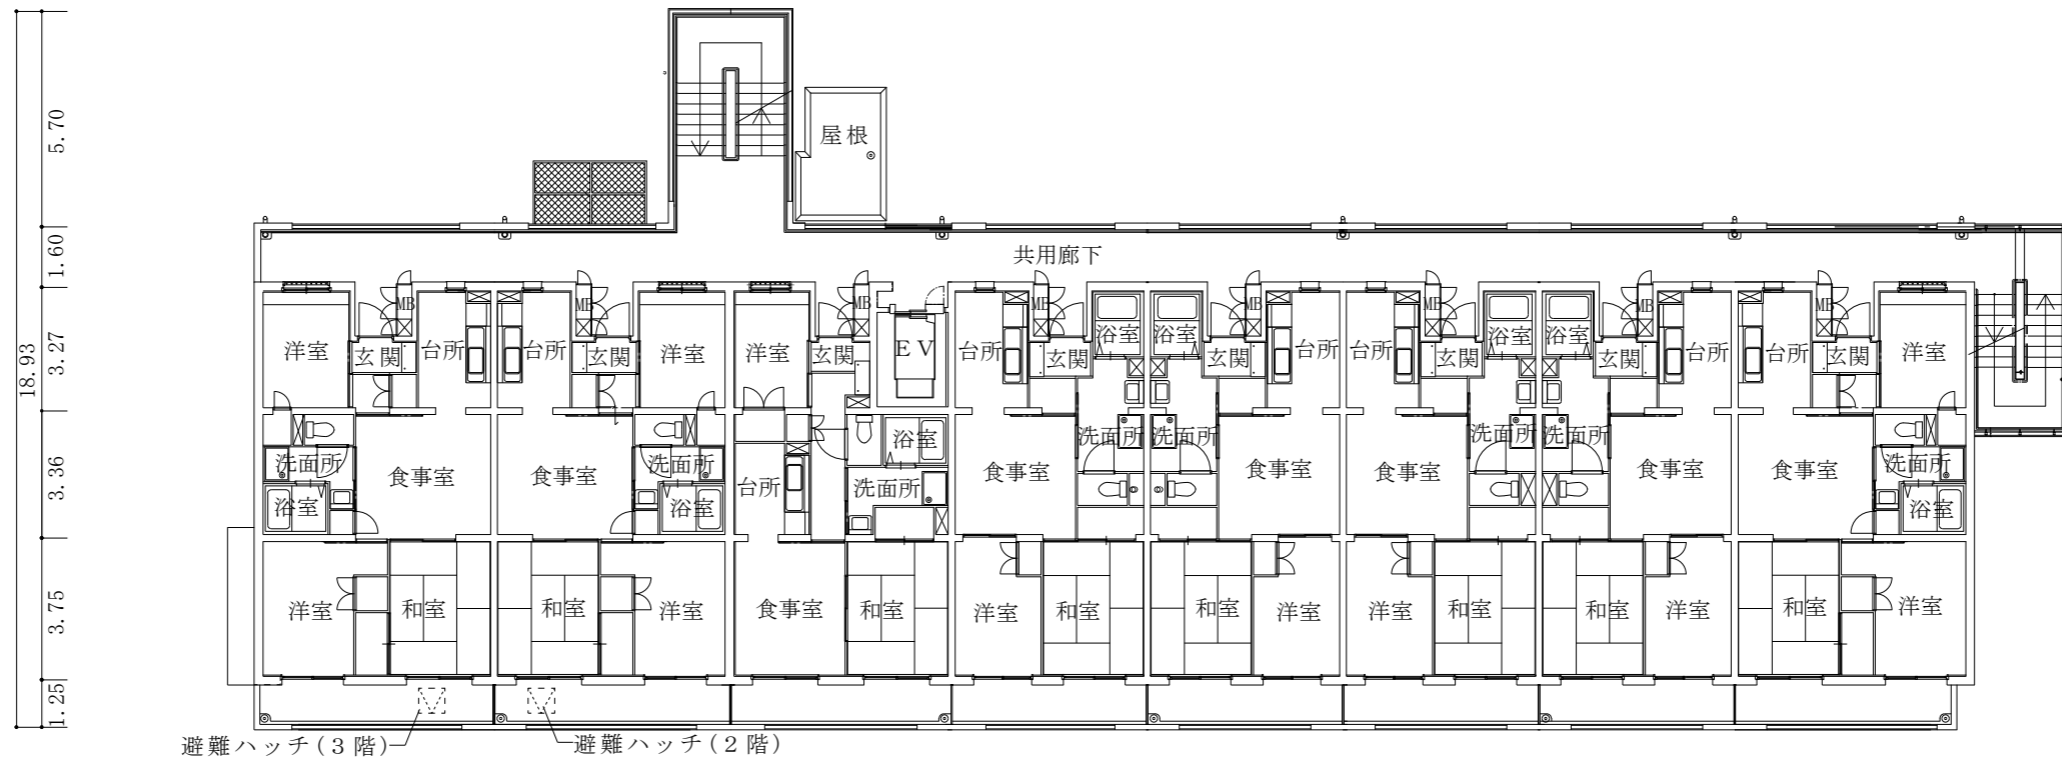 5.70
屋根
共用廊下
1.60
MB
MB
MB
MB
MB
MB
MB
MB
18.93
3.27
洋室
玄関
台所
台所
玄関
洋室
洋室
玄関
EV
台所
玄関
浴室
浴室
玄関
台所
台所
玄関
浴室
浴室
玄関
台所
台所
玄関
洋室
3.36
洗面所
浴室
食事室
食事室
洗面所
浴室
台所
浴室
洗面所
食事室
洗面所
洗面所
食事室
食事室
洗面所
洗面所
食事室
食事室
洗面所
浴室
3.75
洋室
和室
和室
洋室
食事室
和室
洋室
和室
和室
洋室
洋室
和室
和室
洋室
和室
洋室
1.25
避難ハッチ(3階)
避難ハッチ(2階)